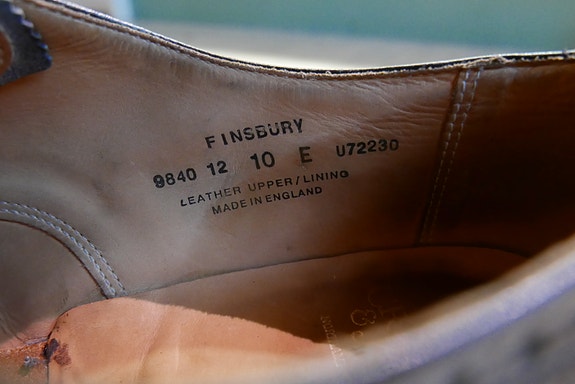 FINSBURY
9840 12 10 E U72230
LEATHER UPPER/LINING
MADE IN ENGLAND